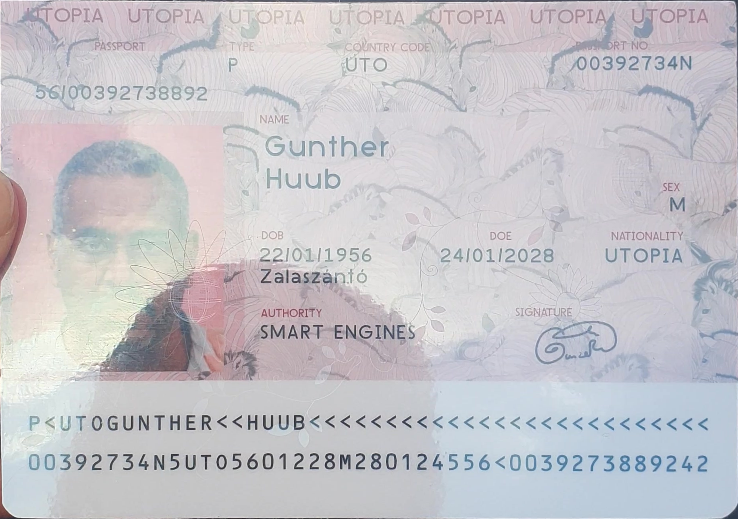 UTOPIA UTOPIA UTOPIA UTOPIA UTOPIA UTOPIA UTOPIA
PASSPORT TYPE COUNTRY CODE PASSPORT NO.
P UTO 00392734N
56/00392738892
NAME
Gunther
Huub
SEX
M
DOB DOE NATIONALITY
22/01/1956 24/01/2028 UTOPIA
Zalaszántó
AUTHORITY SIGNATURE
SMART ENGINES
P<UTOGUNTHER<<HUUB<<<<<<<<<<<<<<<<<<<<<<<<<<
00392734N5UTO5601228M280124556<0039273889242